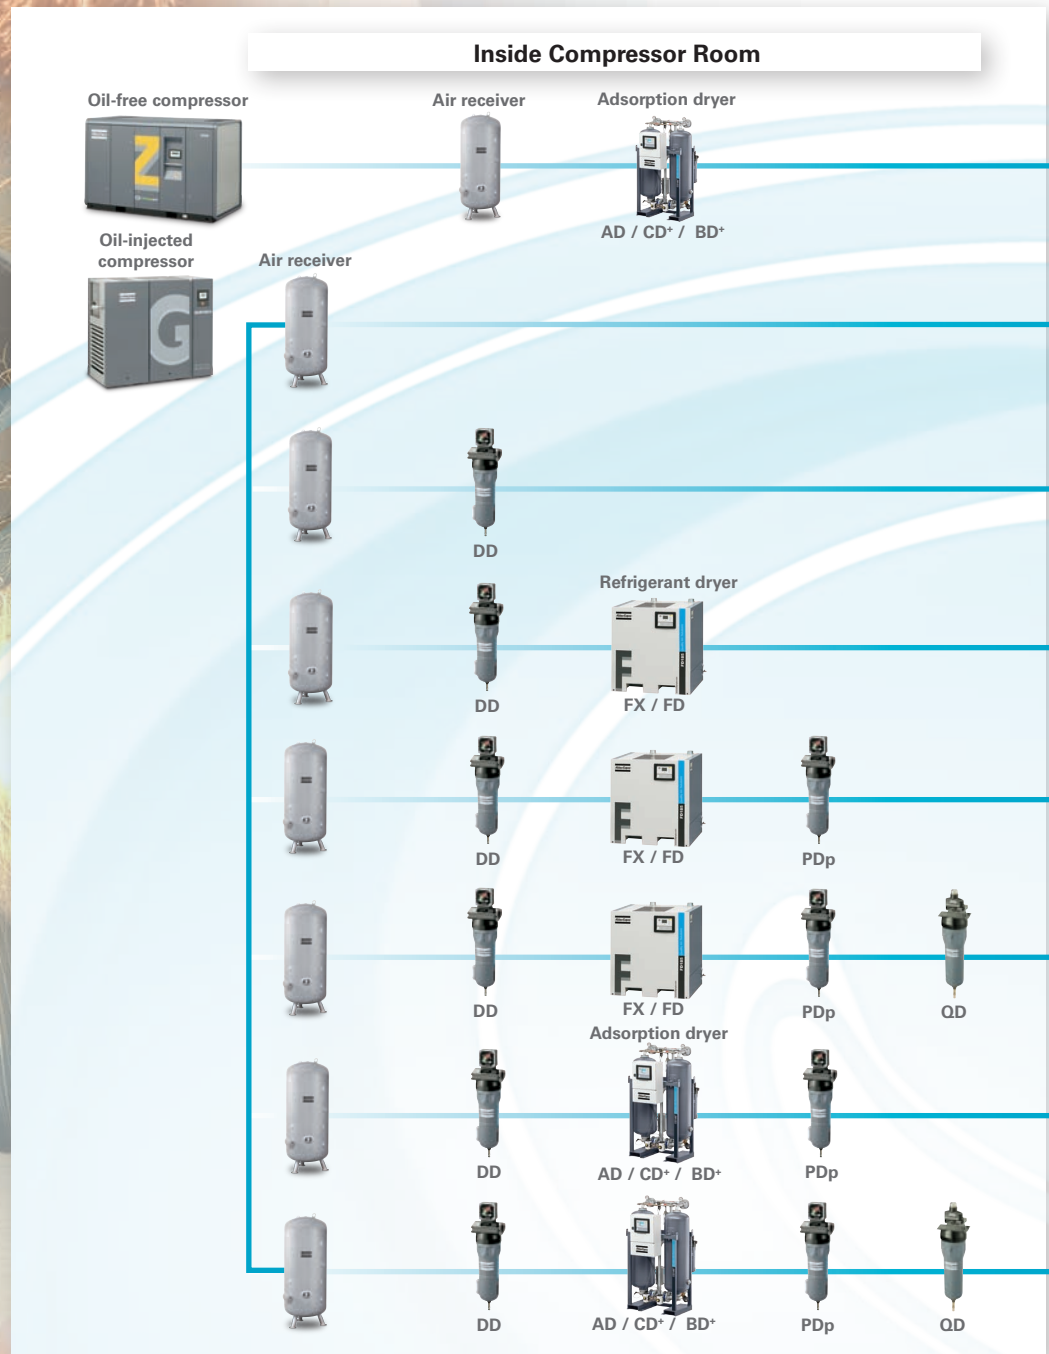 Inside Compressor Room
Oil-free compressor
Air receiver
Adsorption dryer
Z
AD / CD+ / BD+
Oil-injected
compressor
Air receiver
G
DD
Refrigerant dryer
F
DD
FX / FD
F
DD
FX / FD
PDp
F
DD
FX / FD
PDp
QD
Adsorption dryer
DD
AD / CD+ / BD+
PDp
DD
AD / CD+ / BD+
PDp
QD